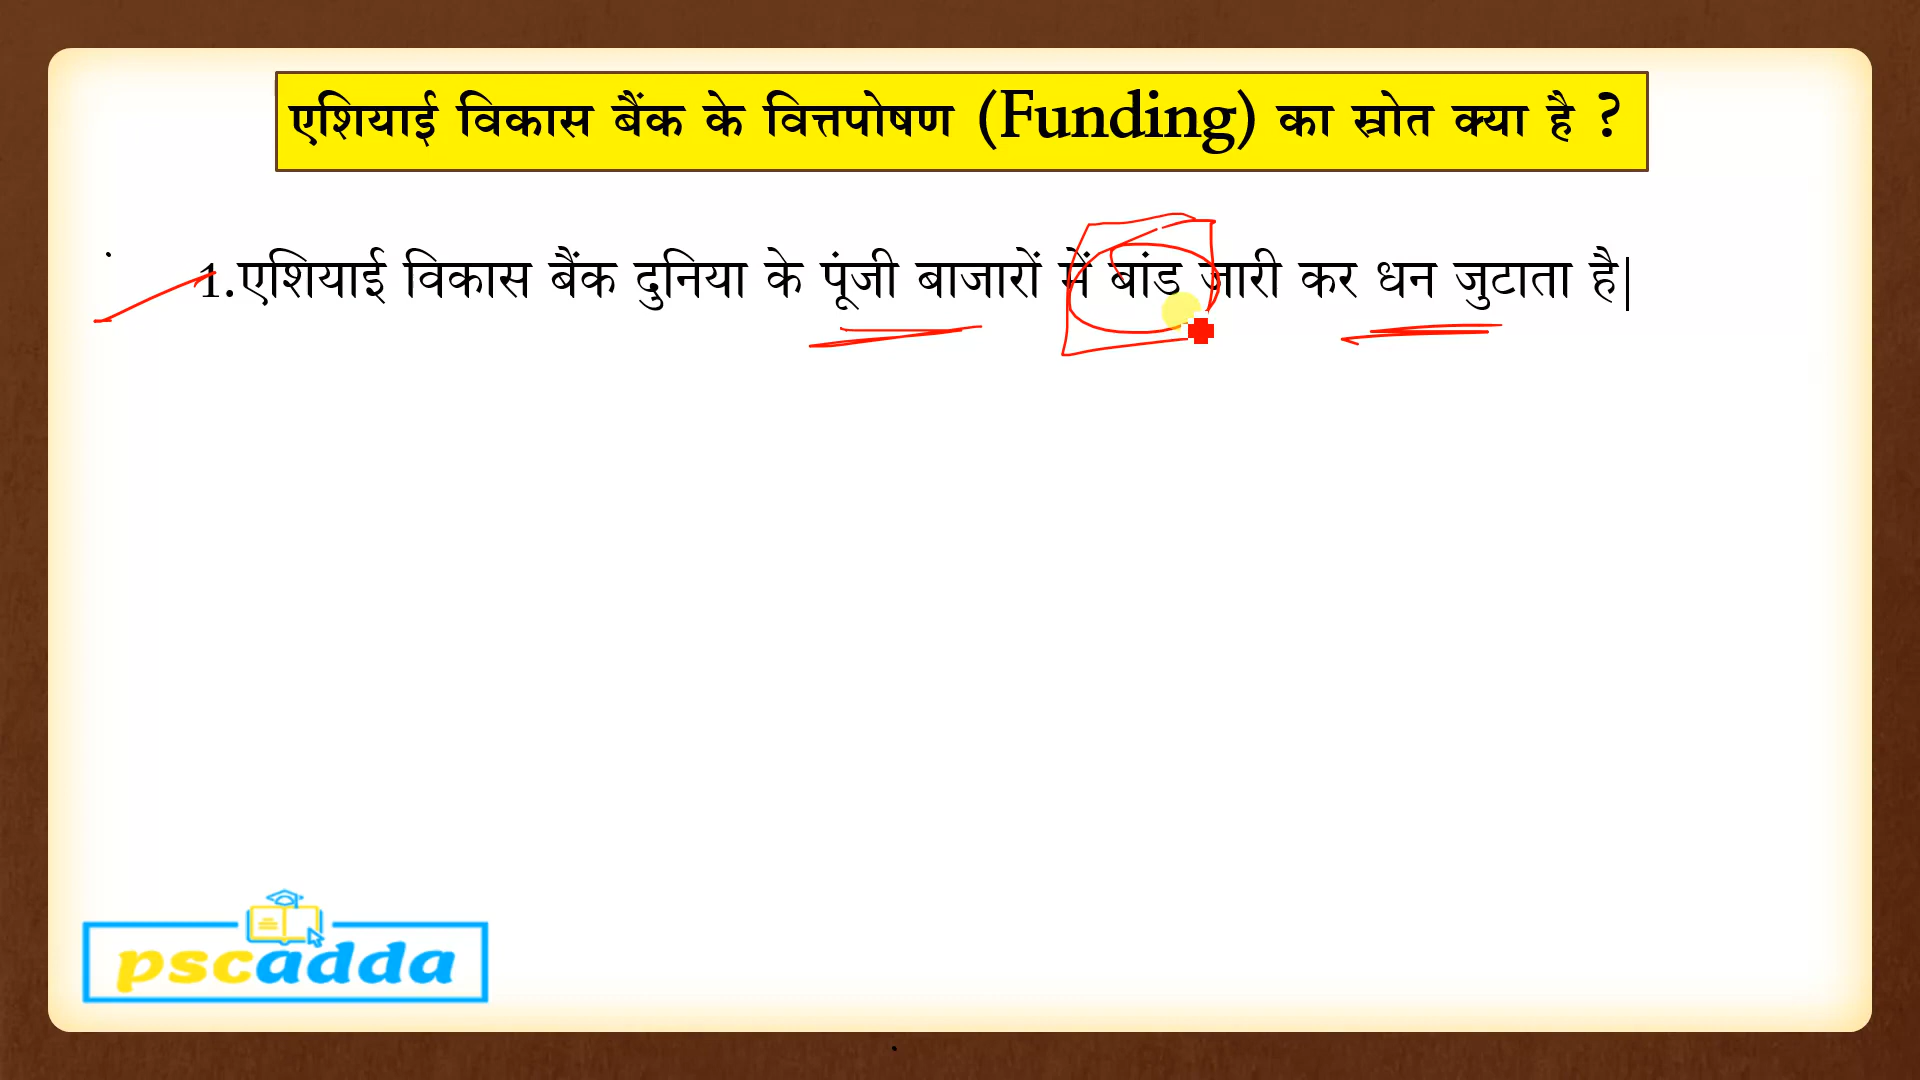 एशियाई विकास बैंक के वित्तपोषण (Funding) का स्रोत क्या है ?
1.एशियाई विकास बैंक दुनिया के पूंजी बाजारों में बांड जारी कर धन जुटाता है|
pscadda